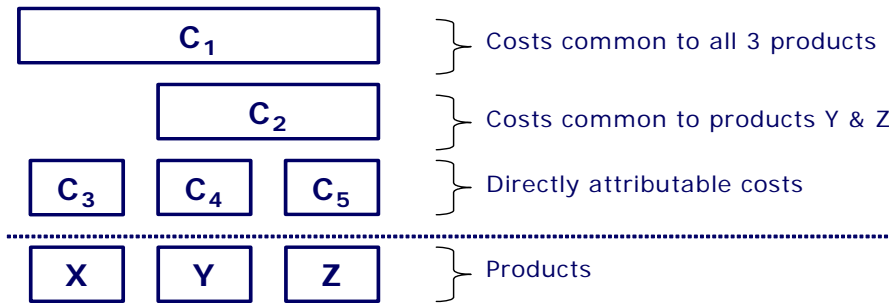 C₁ Costs common to all 3 products
C₂ Costs common to products Y & Z
C₃ C₄ C₅ Directly attributable costs
X Y Z Products